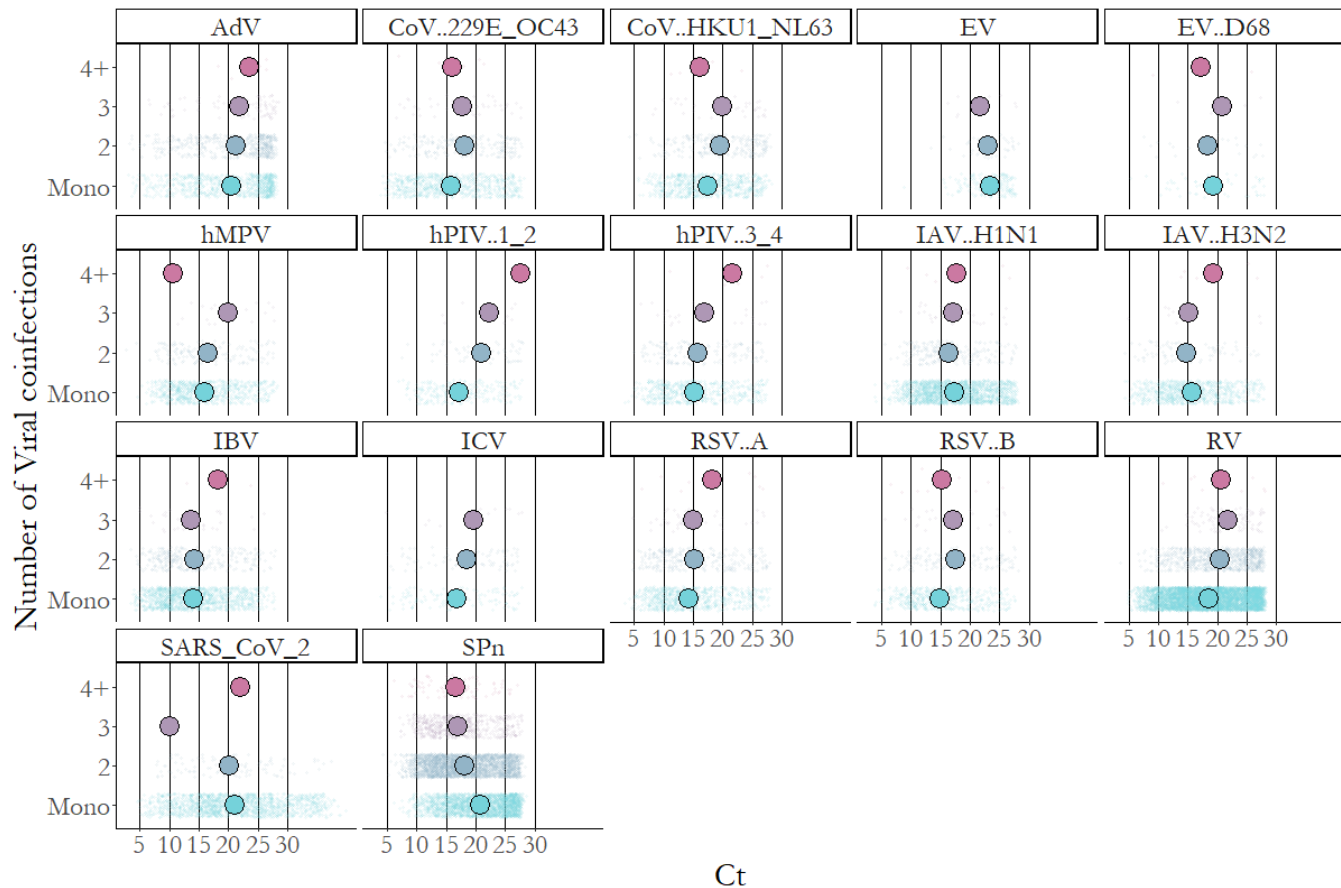 AdV CoV..229E_OC43 CoV..HKU1_NL63 EV EV..D68
4+
3
2
Mono
hMPV hPIV..1_2 hPIV..3_4 IAV..H1N1 IAV..H3N2
4+
3
2
Mono
Number of Viral coinfections
IBV ICV RSV..A RSV..B RV
4+
3
2
Mono
5 10 15 20 25 30 5 10 15 20 25 30 5 10 15 20 25 30
SARS_CoV_2 SPn
4+
3
2
Mono
5 10 15 20 25 30 5 10 15 20 25 30
Ct